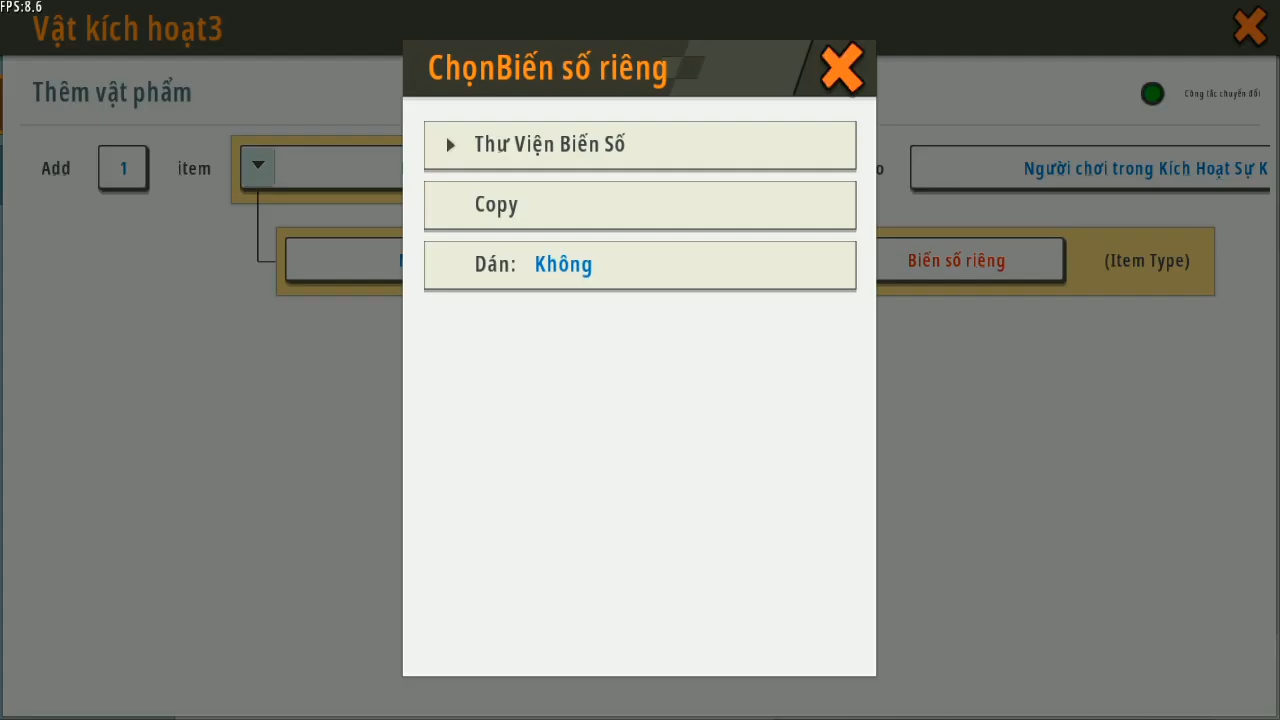 FPS:8.6
Vật kích hoạt3
ChọnBiến số riêng
Thêm vật phẩm
Công tắc chuyển đổi
Thư Viện Biến Số
Add 1 item
Người chơi trong Kích Hoạt Sự K
Copy
Dán: Không
Biến số riêng (Item Type)